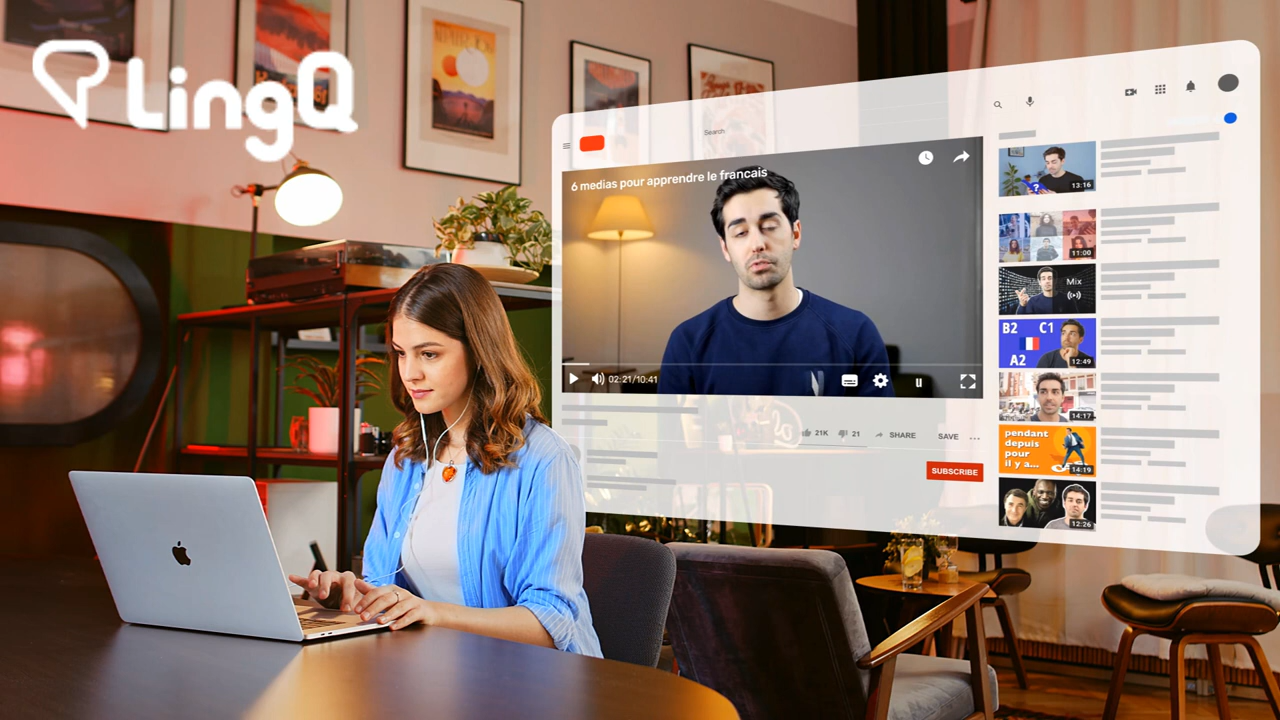 LingQ
Search
6 medias pour apprendre le francais
02:21/10:41
21K
21
SHARE
SAVE
...
SUBSCRIBE
13:16
11:00
Mix
B2 C1
A2
12:49
14:17
pendant
depuis
pour
il y a...
14:19
12:26